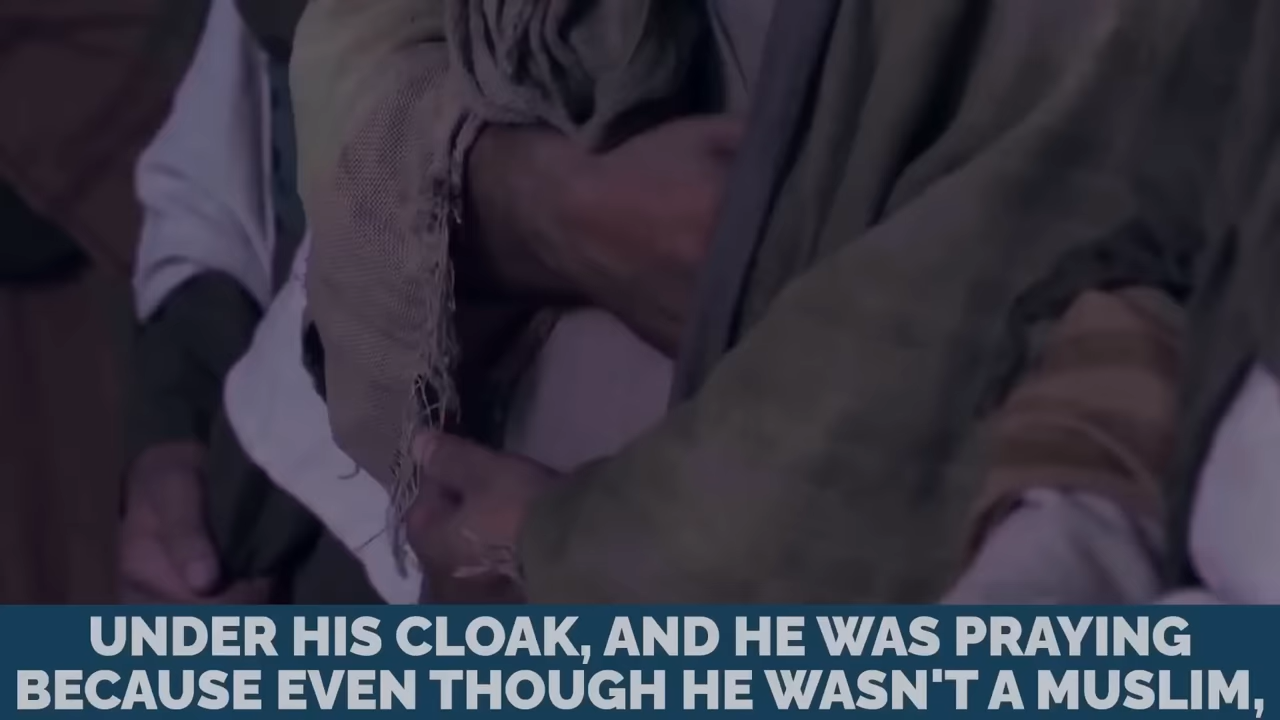 UNDER HIS CLOAK, AND HE WAS PRAYING
BECAUSE EVEN THOUGH HE WASN'T A MUSLIM,